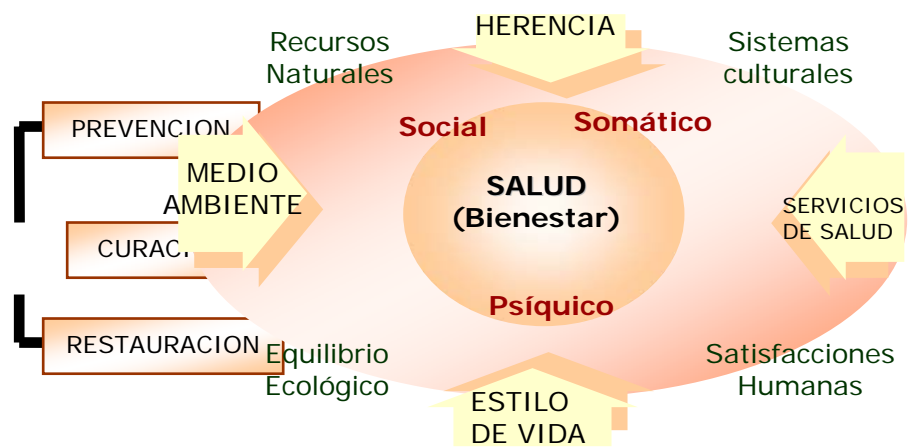 HERENCIA
Recursos
Naturales
Sistemas
culturales
PREVENCION
Social
Somático
MEDIO
AMBIENTE
SALUD
(Bienestar)
SERVICIOS
DE SALUD
CURACI
Psíquico
RESTAURACION
Equilibrio
Ecológico
Satisfacciones
Humanas
ESTILO
DE VIDA